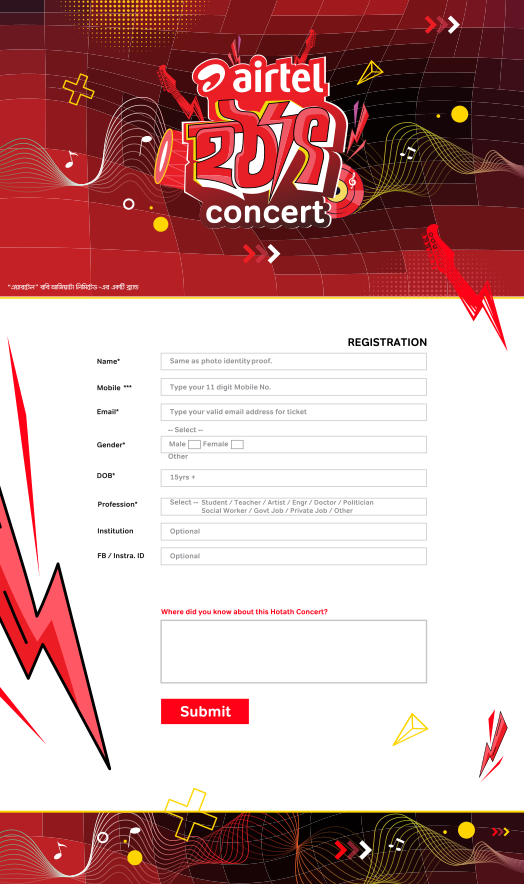 airtel
হঠাৎ
concert
"এয়ারটেল" রবি আজিয়াটা লিমিটেড -এর একটি ব্র্যান্ড
REGISTRATION
Name* Same as photo identity proof.
Mobile *** Type your 11 digit Mobile No.
Email* Type your valid email address for ticket
-- Select --
Gender* Male Female
Other
DOB* 15yrs +
Profession* Select -- Student / Teacher / Artist / Engr / Doctor / Politician
Social Worker / Govt Job / Private Job / Other
Institution Optional
FB / Instra. ID Optional
Where did you know about this Hotath Concert?
Submit